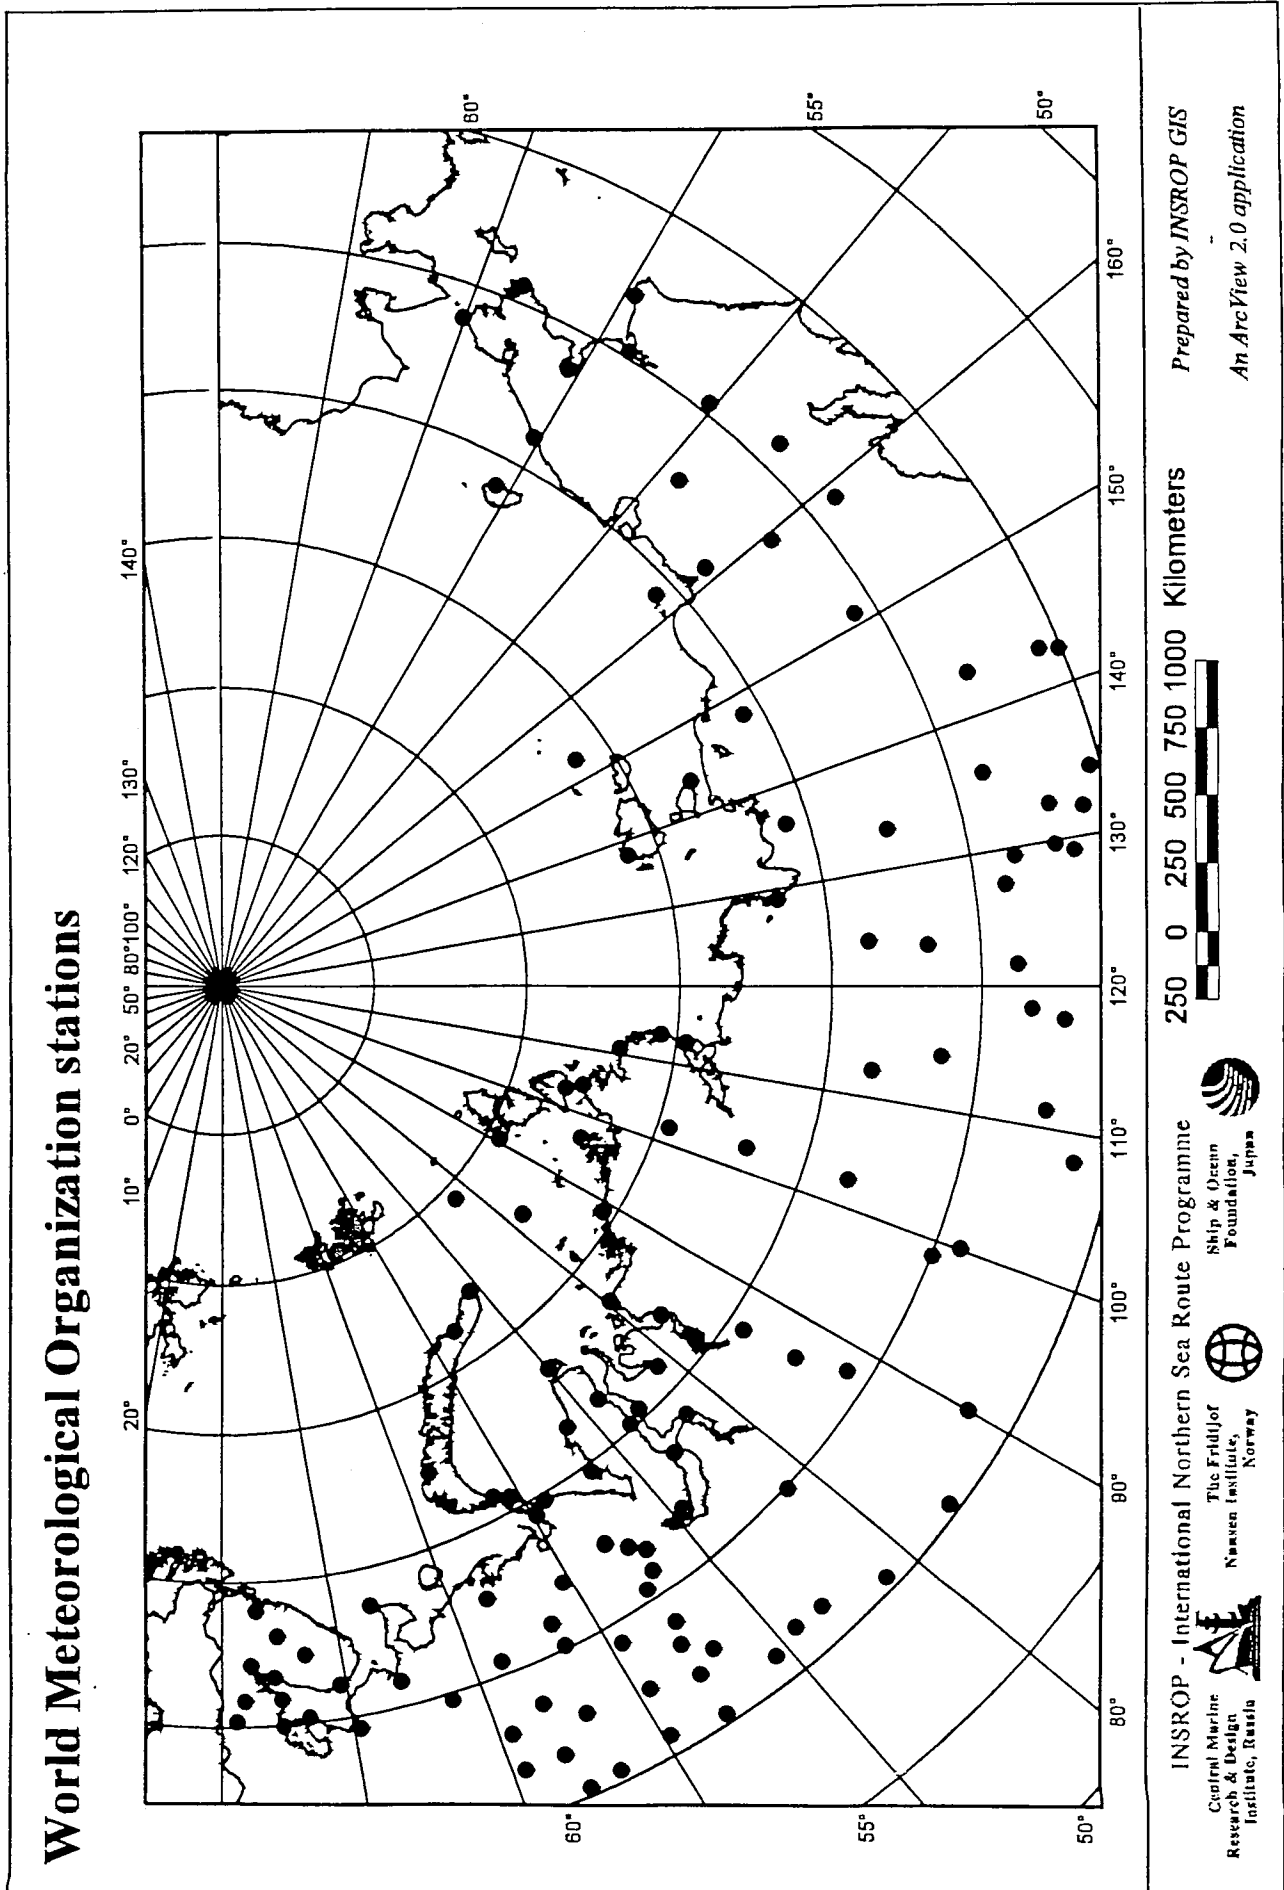 World Meteorological Organization stations
20°
10°
0°
20°
50°
80°
100°
120°
130°
140°
60°
55°
50°
60°
55°
50°
80°
90°
100°
110°
120°
130°
140°
150°
160°
250 0 250 500 750 1000 Kilometers
Prepared by INSROP GIS
An ArcView 2.0 application
INSROP - International Northern Sea Route Programme
Central Marine
Research & Design
Institute, Russia
The Fridtjof
Nansen Institute,
Norway
Ship & Ocean
Foundation,
Japan